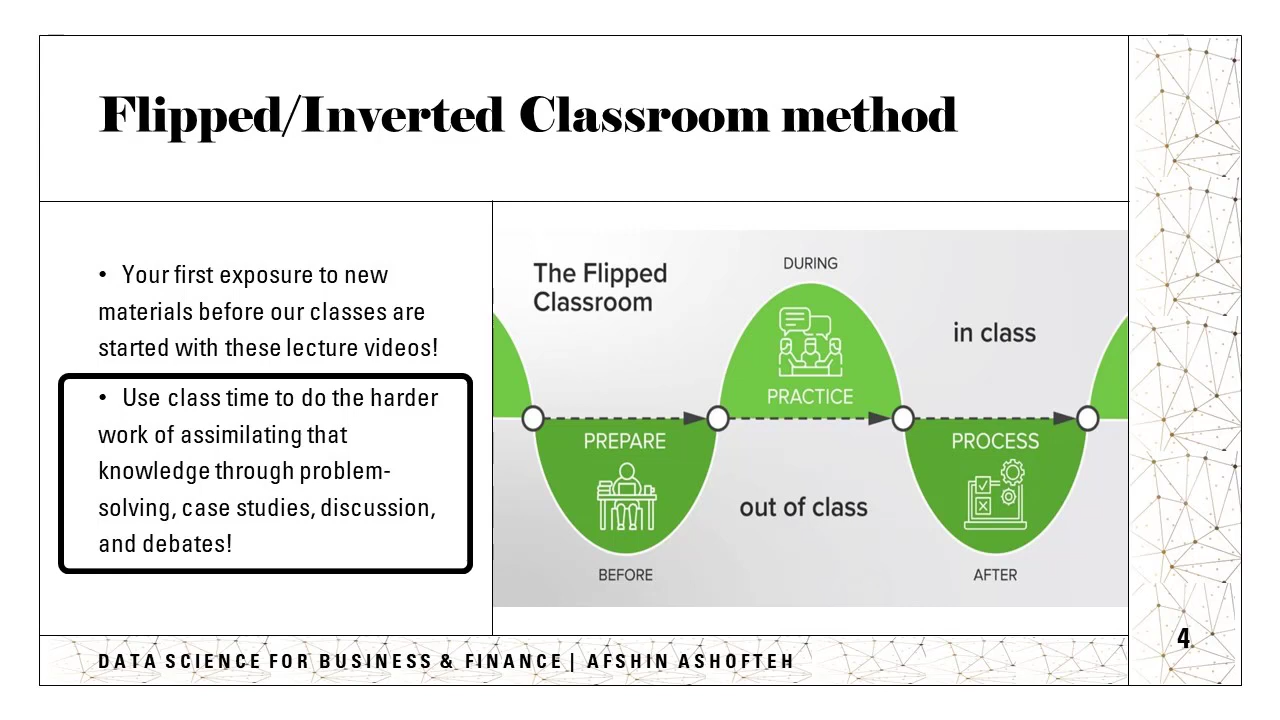 Flipped/Inverted Classroom method
• Your first exposure to new
materials before our classes are
started with these lecture videos!
• Use class time to do the harder
work of assimilating that
knowledge through problem-
solving, case studies, discussion,
and debates!
The Flipped
Classroom
DURING
in class
PRACTICE
PREPARE
PROCESS
out of class
BEFORE
AFTER
4
DATA SCIENCE FOR BUSINESS & FINANCE | AFSHIN ASHOFTEH